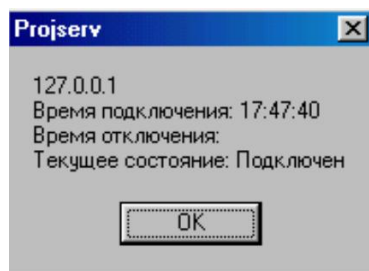 Projserv
127.0.0.1
Время подключения: 17:47:40
Время отключения:
Текущее состояние: Подключен
OK